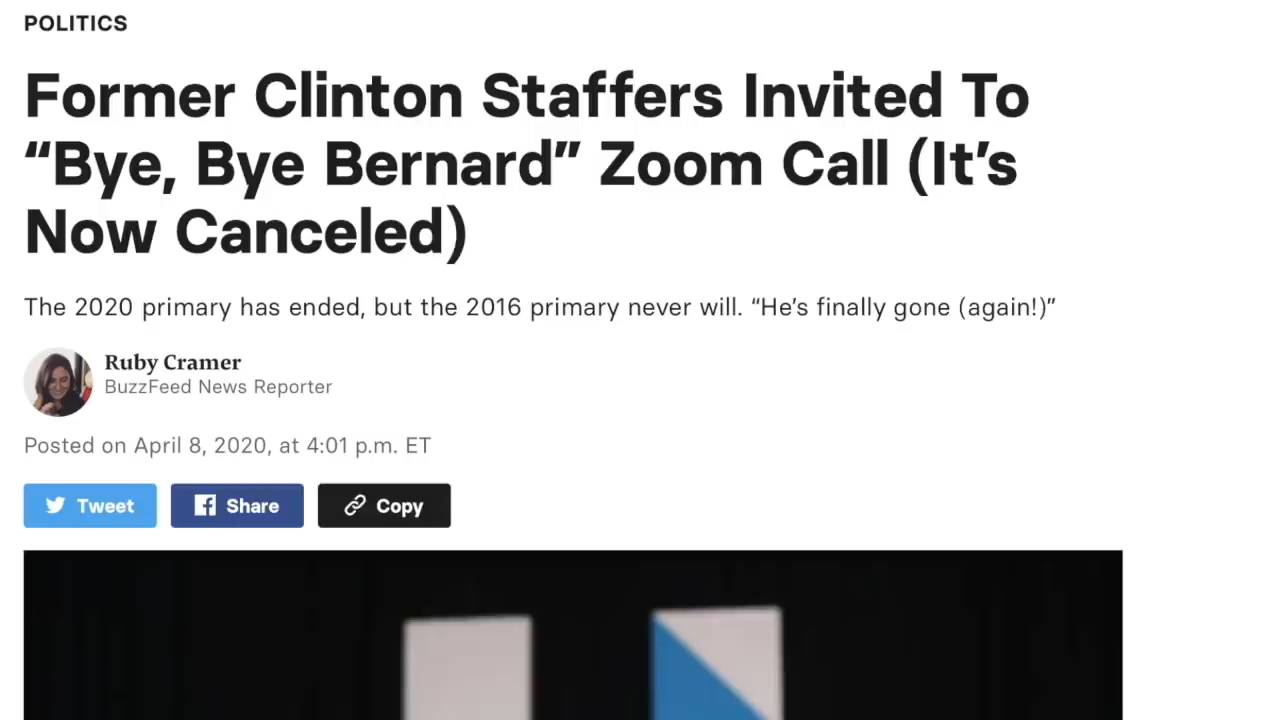 POLITICS
Former Clinton Staffers Invited To
“Bye, Bye Bernard” Zoom Call (It’s
Now Canceled)
The 2020 primary has ended, but the 2016 primary never will. “He’s finally gone (again!)”
Ruby Cramer
BuzzFeed News Reporter
Posted on April 8, 2020, at 4:01 p.m. ET
Tweet
Share
Copy